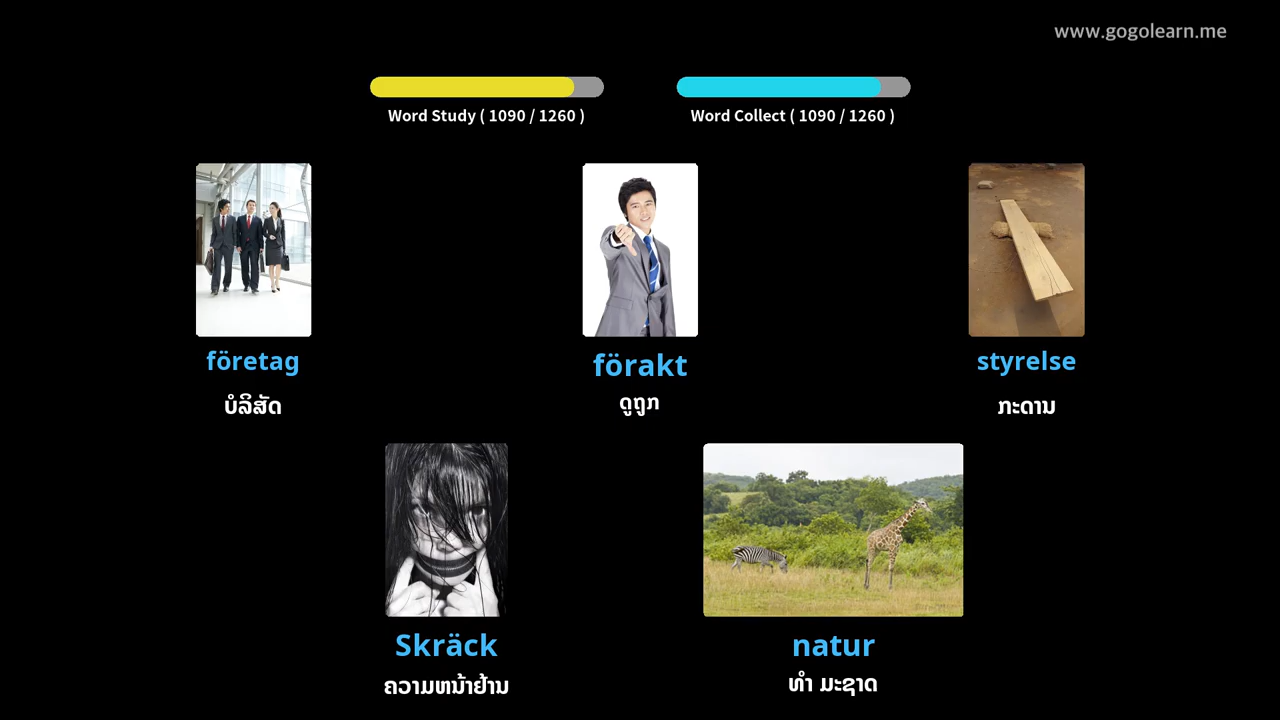 www.gogolearn.me
Word Study ( 1090 / 1260 )
Word Collect ( 1090 / 1260 )
företag
ບໍລິສັດ
förakt
ດູຖູກ
styrelse
ກະດານ
Skräck
ຄວາມຫນ້າຢ້ານ
natur
ທໍາ ມະຊາດ